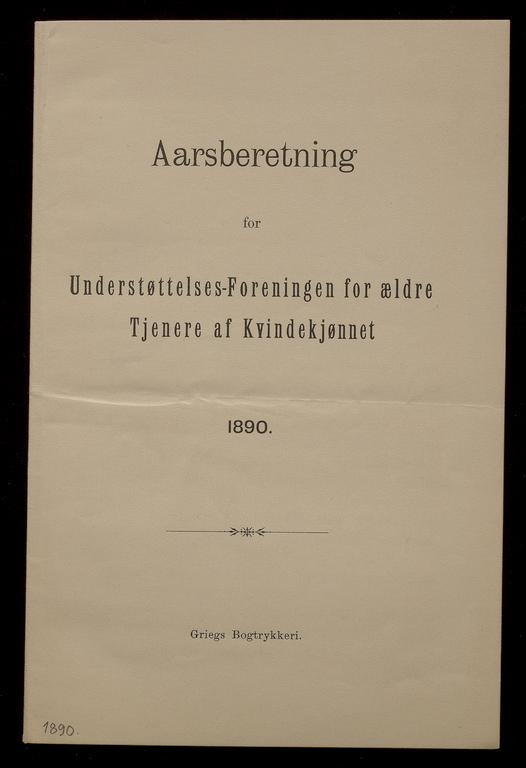 Aarsberetning
for
Understøttelses-Foreningen for ældre
Tjenere af Kvindekjønnet
1890.
Griegs Bogtrykkeri.
1890.